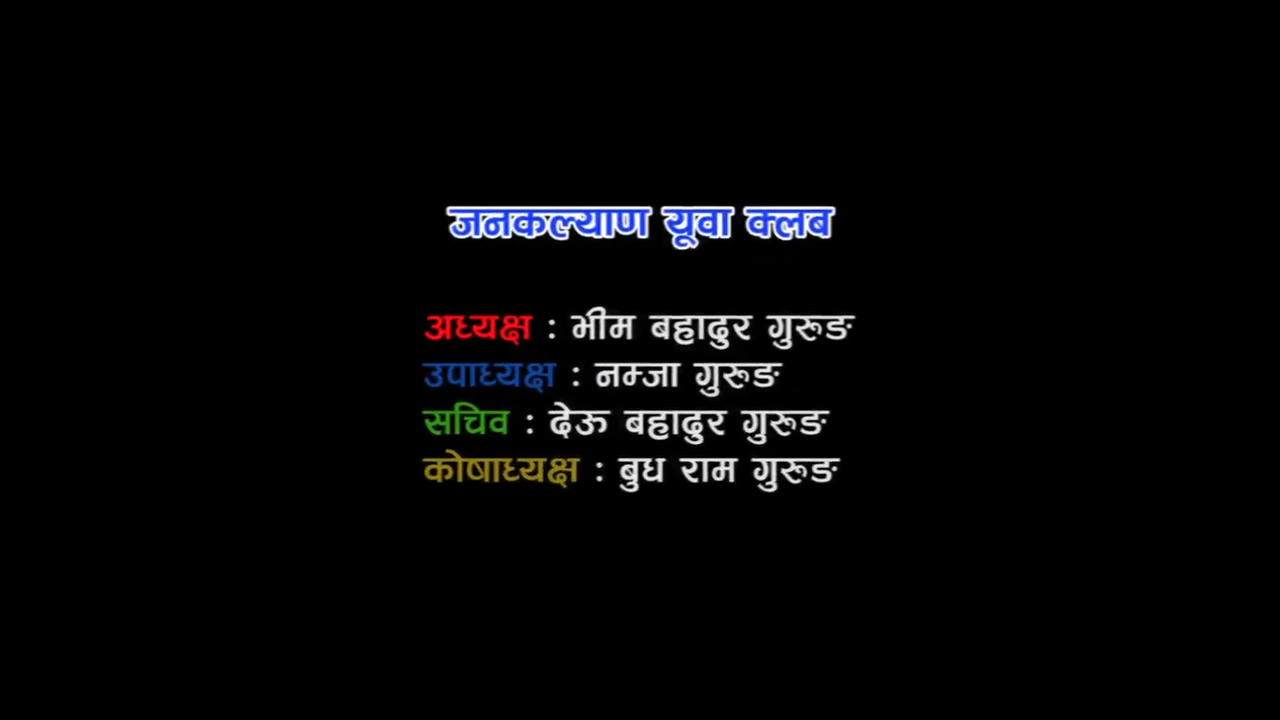 जनकल्याण यूवा क्लब
अध्यक्ष : भीम बहादुर गुरूङ
उपाध्यक्ष : नम्जा गुरूङ
सचिव : देऊ बहादुर गुरूङ
कोषाध्यक्ष : बुध राम गुरूङ